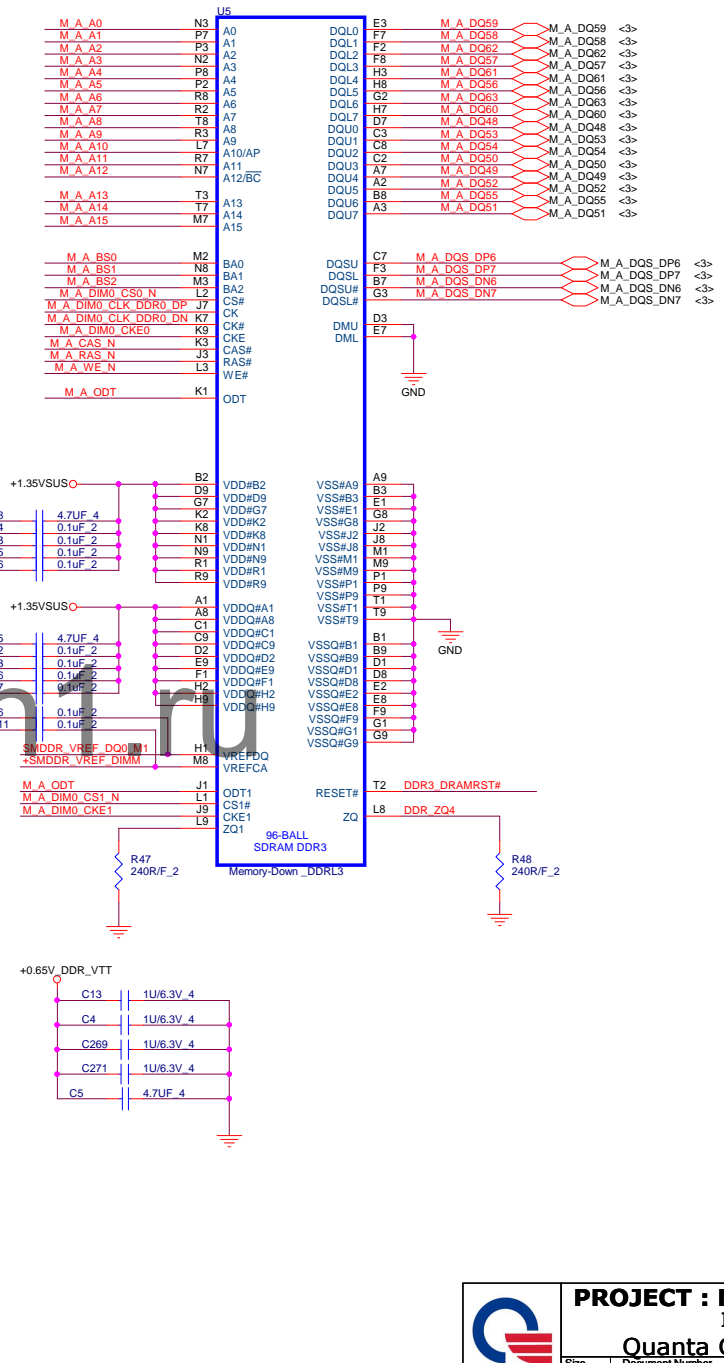 U5
M_A_A0 N3 A0
M_A_A1 P7 A1
M_A_A2 P3 A2
M_A_A3 N2 A3
M_A_A4 P8 A4
M_A_A5 P2 A5
M_A_A6 R8 A6
M_A_A7 R2 A7
M_A_A8 T8 A8
M_A_A9 R3 A9
M_A_A10 L7 A10/AP
M_A_A11 R7 A11
M_A_A12 N7 A12/BC
M_A_A13 T3 A13
M_A_A14 T7 A14
M_A_A15 M7 A15
DQL0 E3 M_A_DQ59 M_A_DQ59 <3>
DQL1 F7 M_A_DQ58 M_A_DQ58 <3>
DQL2 F2 M_A_DQ62 M_A_DQ62 <3>
DQL3 F8 M_A_DQ57 M_A_DQ57 <3>
DQL4 H3 M_A_DQ61 M_A_DQ61 <3>
DQL5 H8 M_A_DQ56 M_A_DQ56 <3>
DQL6 G2 M_A_DQ63 M_A_DQ63 <3>
DQL7 H7 M_A_DQ60 M_A_DQ60 <3>
DQU0 D7 M_A_DQ48 M_A_DQ48 <3>
DQU1 C3 M_A_DQ53 M_A_DQ53 <3>
DQU2 C8 M_A_DQ54 M_A_DQ54 <3>
DQU3 C2 M_A_DQ50 M_A_DQ50 <3>
DQU4 A7 M_A_DQ49 M_A_DQ49 <3>
DQU5 A2 M_A_DQ52 M_A_DQ52 <3>
DQU6 B8 M_A_DQ55 M_A_DQ55 <3>
DQU7 A3 M_A_DQ51 M_A_DQ51 <3>
M_A_BS0 M2 BA0
M_A_BS1 N8 BA1
M_A_BS2 M3 BA2
M_A_DIM0_CS0_N L2 CS#
M_A_DIM0_CLK_DDR0_DP J7 CK
M_A_DIM0_CLK_DDR0_DN K7 CK#
M_A_DIM0_CKE0 K9 CKE
M_A_CAS_N K3 CAS#
M_A_RAS_N J3 RAS#
M_A_WE_N L3 WE#
M_A_ODT K1 ODT
DQSU C7 M_A_DQS_DP6 M_A_DQS_DP6 <3>
DQSL F3 M_A_DQS_DP7 M_A_DQS_DP7 <3>
DQSU# B7 M_A_DQS_DN6 M_A_DQS_DN6 <3>
DQSL# G3 M_A_DQS_DN7 M_A_DQS_DN7 <3>
DMU D3
DML E7
GND
+1.35VSUS
4.7UF_4
0.1uF_2
0.1uF_2
0.1uF_2
0.1uF_2
B2 VDD#B2
D9 VDD#D9
G7 VDD#G7
K2 VDD#K2
K8 VDD#K8
N1 VDD#N1
N9 VDD#N9
R1 VDD#R1
R9 VDD#R9
VSS#A9 A9
VSS#B3 B3
VSS#E1 E1
VSS#G8 G8
VSS#J2 J2
VSS#J8 J8
VSS#M1 M1
VSS#M9 M9
VSS#P1 P1
VSS#P9 P9
VSS#T1 T1
VSS#T9 T9
GND
+1.35VSUS
4.7UF_4
0.1uF_2
0.1uF_2
0.1uF_2
0.1uF_2
0.1uF_2
11 0.1uF_2
A1 VDDQ#A1
A8 VDDQ#A8
C1 VDDQ#C1
C9 VDDQ#C9
D2 VDDQ#D2
E9 VDDQ#E9
F1 VDDQ#F1
H2 VDDQ#H2
H9 VDDQ#H9
VSSQ#B1 B1
VSSQ#B9 B9
VSSQ#D1 D1
VSSQ#D8 D8
VSSQ#E2 E2
VSSQ#E8 E8
VSSQ#F9 F9
VSSQ#G1 G1
VSSQ#G9 G9
1.ru
SMDDR_VREF_DQ0_M1 H1 VREFDQ
+SMDDR_VREF_DIMM M8 VREFCA
M_A_ODT J1 ODT1
M_A_DIM0_CS1_N L1 CS1#
M_A_DIM0_CKE1 J9 CKE1
L9 ZQ1
RESET# T2 DDR3_DRAMRST#
ZQ L8 DDR_ZQ4
96-BALL
SDRAM DDR3
Memory-Down _DDRL3
R47
240R/F_2
R48
240R/F_2
+0.65V_DDR_VTT
C13 1U/6.3V_4
C4 1U/6.3V_4
C269 1U/6.3V_4
C271 1U/6.3V_4
C5 4.7UF_4
PROJECT :
Quanta
Size Document Number